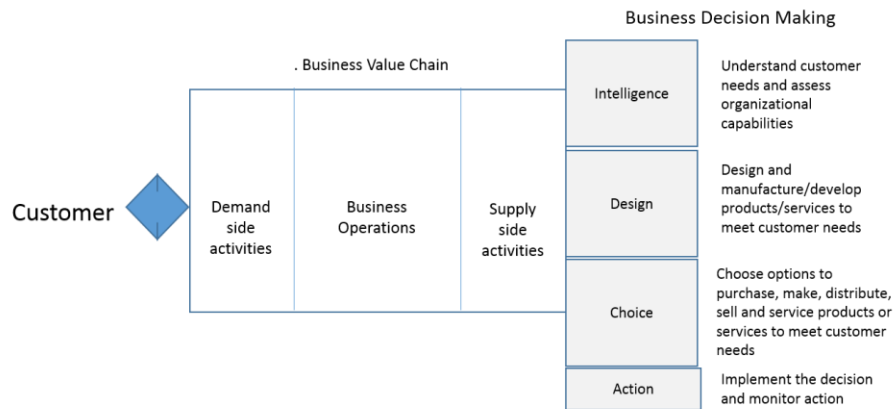 Business Decision Making
. Business Value Chain
Customer
Demand
side
activities
Business
Operations
Supply
side
activities
Intelligence
Understand customer
needs and assess
organizational
capabilities
Design
Design and
manufacture/develop
products/services to
meet customer needs
Choice
Choose options to
purchase, make, distribute,
sell and service products or
services to meet customer
needs
Action
Implement the decision
and monitor action